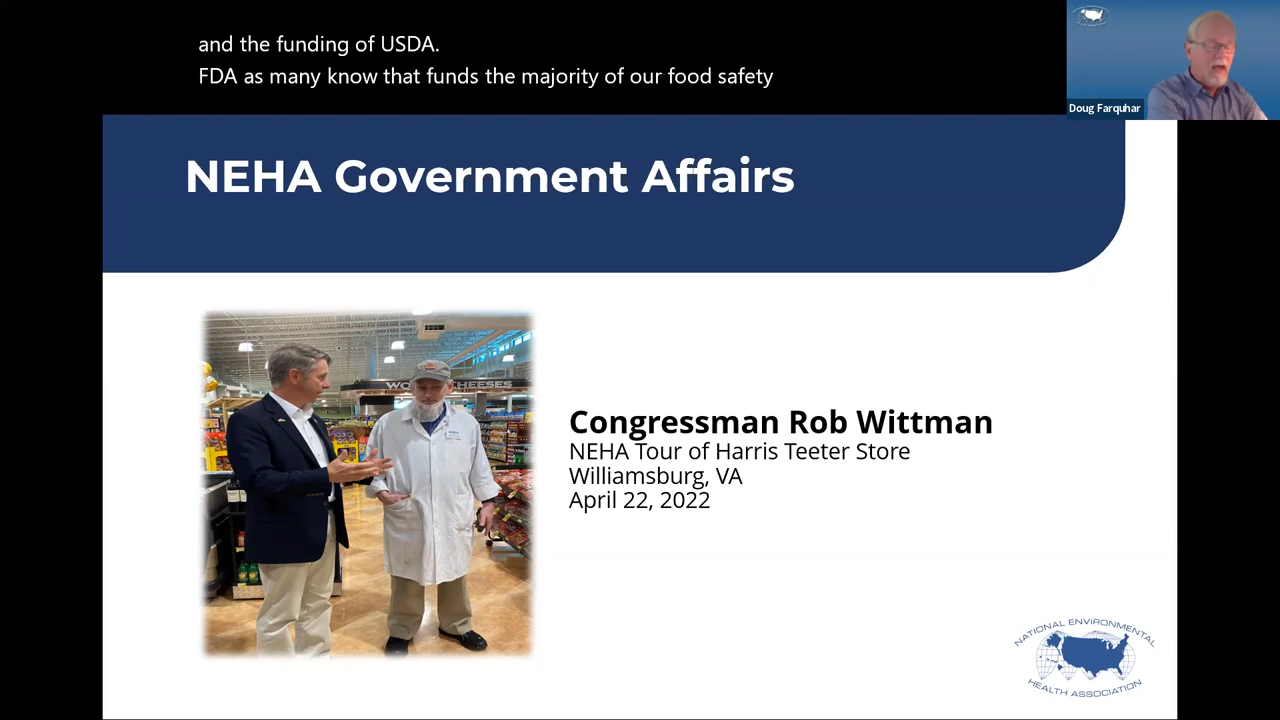 and the funding of USDA.
FDA as many know that funds the majority of our food safety
Doug Farquhar
NEHA Government Affairs
Congressman Rob Wittman
NEHA Tour of Harris Teeter Store
Williamsburg, VA
April 22, 2022
NATIONAL ENVIRONMENTAL
HEALTH ASSOCIATION